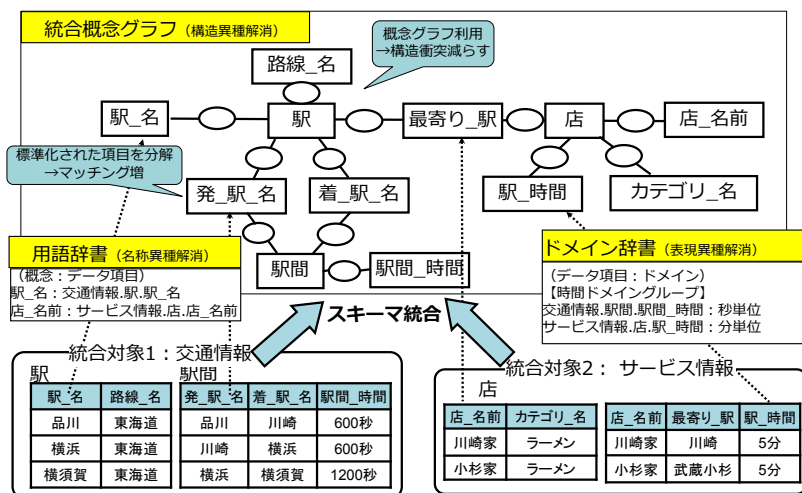 統合概念グラフ（構造異種解消）
概念グラフ利用
→構造衝突減らす
路線_名
駅_名
駅
最寄り_駅
店
店_名前
標準化された項目を分解
→マッチング増
発_駅_名
着_駅_名
駅_時間
カテゴリ_名
用語辞書（名称異種解消）
（概念：データ項目）
駅_名：交通情報.駅.駅_名
店_名前：サービス情報.店.店_名前
駅間
駅間_時間
ドメイン辞書（表現異種解消）
（データ項目：ドメイン）
【時間ドメイングループ】
交通情報.駅間.駅間_時間：秒単位
サービス情報.店.駅_時間：分単位
スキーマ統合
統合対象1：交通情報
駅
駅_名 路線_名
品川 東海道
横浜 東海道
横須賀 東海道
駅間
発_駅_名 着_駅_名 駅間_時間
品川 川崎 600秒
川崎 横浜 600秒
横浜 横須賀 1200秒
統合対象2： サービス情報
店
店_名前 カテゴリ_名
川崎家 ラーメン
小杉家 ラーメン
店_名前 最寄り_駅 駅_時間
川崎家 川崎 5分
小杉家 武蔵小杉 5分